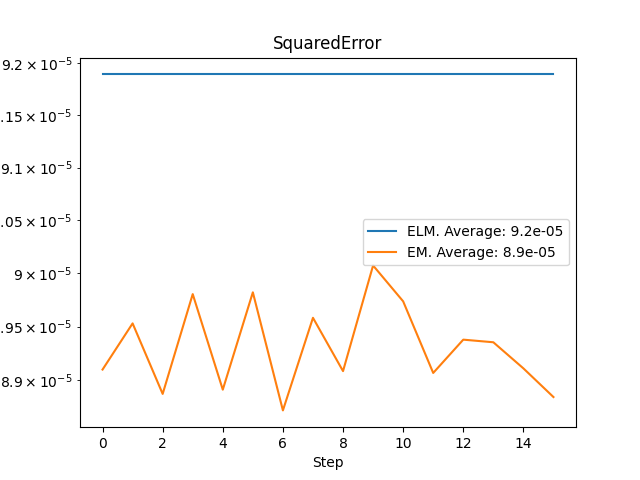 SquaredError
9.2 × 10⁻⁵
.15 × 10⁻⁵
9.1 × 10⁻⁵
.05 × 10⁻⁵
9 × 10⁻⁵
.95 × 10⁻⁵
8.9 × 10⁻⁵
ELM. Average: 9.2e-05
EM. Average: 8.9e-05
0 2 4 6 8 10 12 14
Step